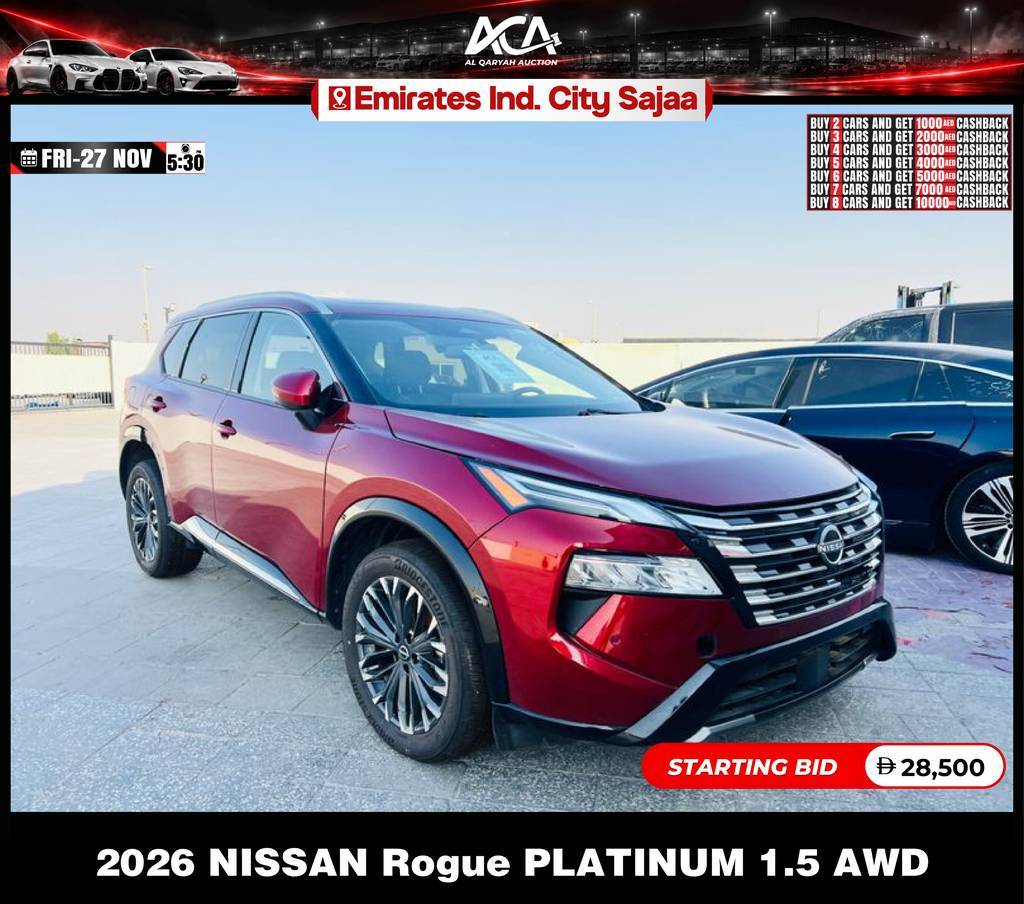 ACA
AL QARYAH AUCTION
Emirates Ind. City Sajaa
FRI-27 NOV 5:30
BUY 2 CARS AND GET 1000 AED CASHBACK
BUY 3 CARS AND GET 2000 AED CASHBACK
BUY 4 CARS AND GET 3000 AED CASHBACK
BUY 5 CARS AND GET 4000 AED CASHBACK
BUY 6 CARS AND GET 5000 AED CASHBACK
BUY 7 CARS AND GET 7000 AED CASHBACK
BUY 8 CARS AND GET 10000 AED CASHBACK
NISSAN
BRIDGESTONE
STARTING BID 28,500
2026 NISSAN Rogue PLATINUM 1.5 AWD